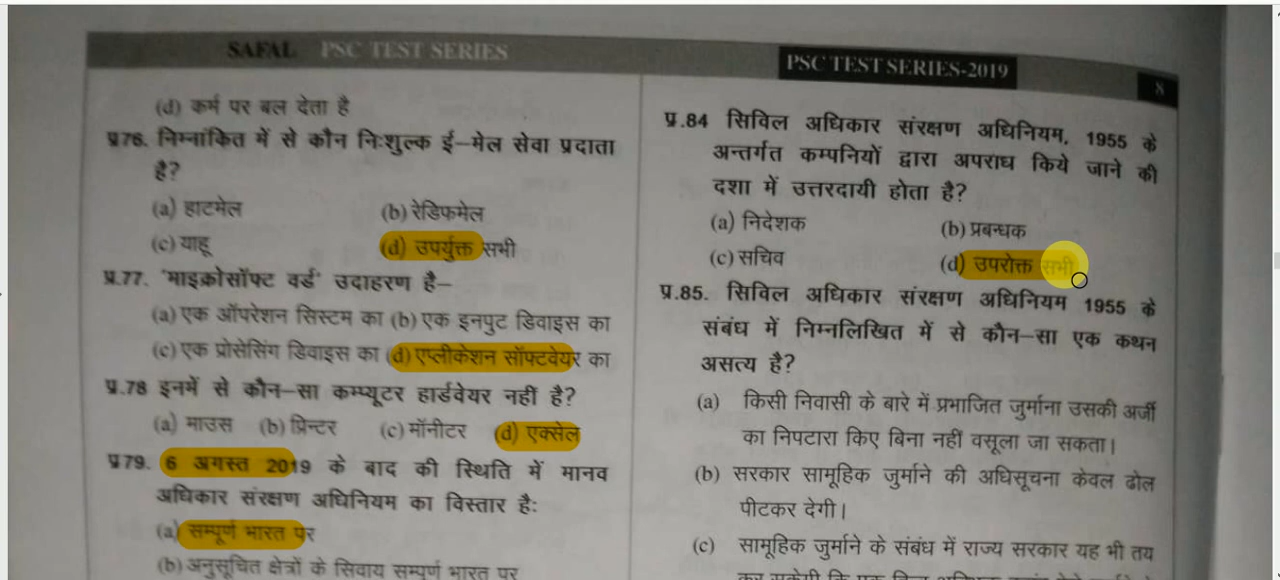 SAFAL PSC TEST SERIES
PSC TEST SERIES-2019
8
(d) कर्म पर बल देता है
प्र76. निम्नांकित में से कौन निःशुल्क ई-मेल सेवा प्रदाता
है?
(a) हाटमेल (b) रेडिफमेल
(c) याहू (d) उपर्युक्त सभी
प्र.77. 'माइक्रोसॉफ्ट वर्ड' उदाहरण है-
(a) एक ऑपरेशन सिस्टम का (b) एक इनपुट डिवाइस का
(c) एक प्रोसेसिंग डिवाइस का (d) एप्लीकेशन सॉफ्टवेयर का
प्र.78 इनमें से कौन-सा कम्प्यूटर हार्डवेयर नहीं है?
(a) माउस (b) प्रिन्टर (c) मॉनीटर (d) एक्सेल
प्र79. 6 अगस्त 2019 के बाद की स्थिति में मानव
अधिकार संरक्षण अधिनियम का विस्तार है:
(a) सम्पूर्ण भारत पर
(b) अनुसूचित क्षेत्रों के सिवाय सम्पूर्ण भारत पर
प्र.84 सिविल अधिकार संरक्षण अधिनियम, 1955 के
अन्तर्गत कम्पनियों द्वारा अपराध किये जाने की
दशा में उत्तरदायी होता है?
(a) निदेशक (b) प्रबन्धक
(c) सचिव (d) उपरोक्त सभी
प्र.85. सिविल अधिकार संरक्षण अधिनियम 1955 के
संबंध में निम्नलिखित में से कौन-सा एक कथन
असत्य है?
(a) किसी निवासी के बारे में प्रभाजित जुर्माना उसकी अर्जी
का निपटारा किए बिना नहीं वसूला जा सकता।
(b) सरकार सामूहिक जुर्माने की अधिसूचना केवल ढोल
पीटकर देगी।
(c) सामूहिक जुर्माने के संबंध में राज्य सरकार यह भी तय